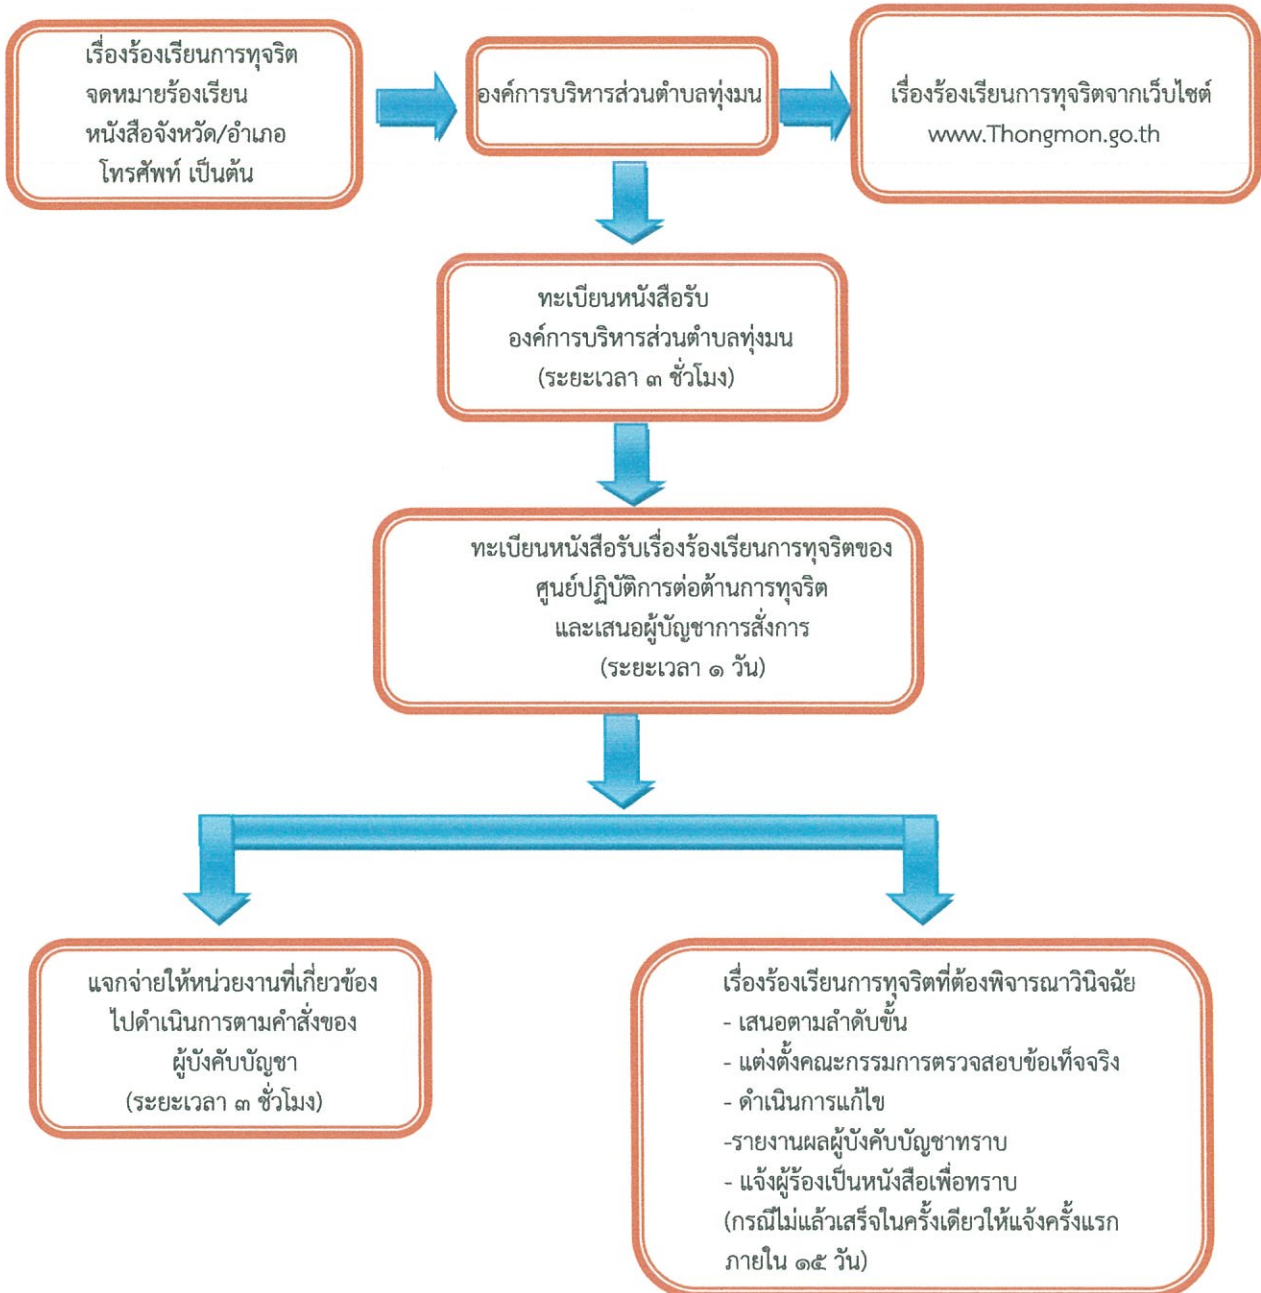 เรื่องร้องเรียนการทุจริต
จดหมายร้องเรียน
หนังสือจังหวัด/อำเภอ
โทรศัพท์ เป็นต้น
องค์การบริหารส่วนตำบลทุ่งมน
เรื่องร้องเรียนการทุจริตจากเว็บไซต์
www.Thongmon.go.th
ทะเบียนหนังสือรับ
องค์การบริหารส่วนตำบลทุ่งมน
(ระยะเวลา ๓ ชั่วโมง)
ทะเบียนหนังสือรับเรื่องร้องเรียนการทุจริตของ
ศูนย์ปฏิบัติการต่อต้านการทุจริต
และเสนอผู้บัญชาการสั่งการ
(ระยะเวลา ๑ วัน)
แจกจ่ายให้หน่วยงานที่เกี่ยวข้อง
ไปดำเนินการตามคำสั่งของ
ผู้บังคับบัญชา
(ระยะเวลา ๓ ชั่วโมง)
เรื่องร้องเรียนการทุจริตที่ต้องพิจารณาวินิจฉัย
- เสนอตามลำดับขั้น
- แต่งตั้งคณะกรรมการตรวจสอบข้อเท็จจริง
- ดำเนินการแก้ไข
-รายงานผลผู้บังคับบัญชาทราบ
- แจ้งผู้ร้องเป็นหนังสือเพื่อทราบ
(กรณีไม่แล้วเสร็จในครั้งเดียวให้แจ้งครั้งแรก
ภายใน ๑๕ วัน)